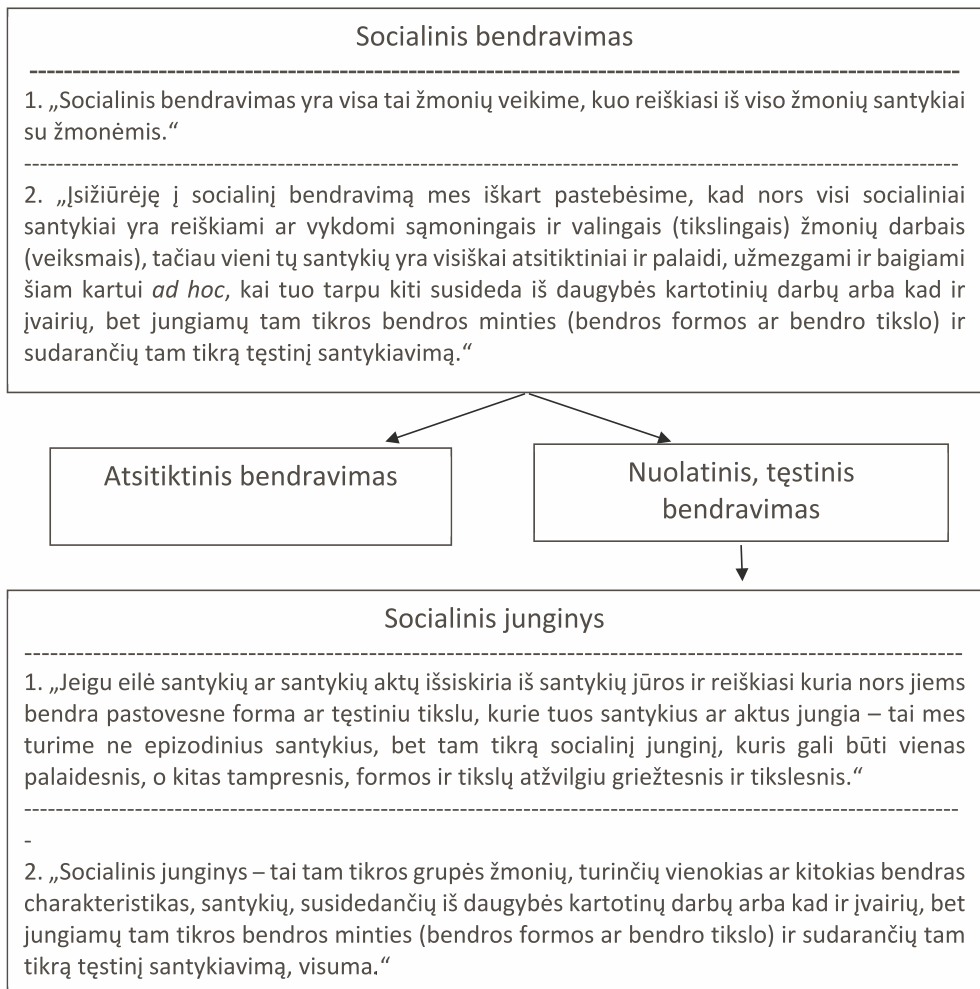 Socialinis bendravimas
--------------------------------------------------------------------------------------------------------------
1. „Socialinis bendravimas yra visa tai žmonių veikime, kuo reiškiasi iš viso žmonių santykiai
su žmonėmis.“
--------------------------------------------------------------------------------------------------------------
2. „Įsižiūrėję į socialinį bendravimą mes iškart pastebėsime, kad nors visi socialiniai
santykiai yra reiškiami ar vykdomi sąmoningais ir valingais (tikslingais) žmonių darbais
(veiksmais), tačiau vieni tų santykių yra visiškai atsitiktiniai ir palaidi, užmezgami ir baigiami
šiam kartui ad hoc, kai tuo tarpu kiti susideda iš daugybės kartotinių darbų arba kad ir
įvairių, bet jungiamų tam tikros bendros minties (bendros formos ar bendro tikslo) ir
sudarančių tam tikrą tęstinį santykiavimą.“
Atsitiktinis bendravimas
Nuolatinis, tęstinis
bendravimas
Socialinis junginys
--------------------------------------------------------------------------------------------------------------
1. „Jeigu eilė santykių ar santykių aktų išsiskiria iš santykių jūros ir reiškiasi kuria nors jiems
bendra pastovesne forma ar tęstiniu tikslu, kurie tuos santykius ar aktus jungia – tai mes
turime ne epizodinius santykius, bet tam tikrą socialinį junginį, kuris gali būti vienas
palaidesnis, o kitas tampresnis, formos ir tikslų atžvilgiu griežtesnis ir tikslesnis.“
--------------------------------------------------------------------------------------------------------------
-
2. „Socialinis junginys – tai tam tikros grupės žmonių, turinčių vienokias ar kitokias bendras
charakteristikas, santykių, susidedančių iš daugybės kartotinų darbų arba kad ir įvairių, bet
jungiamų tam tikros bendros minties (bendros formos ar bendro tikslo) ir sudarančių tam
tikrą tęstinį santykiavimą, visuma.“